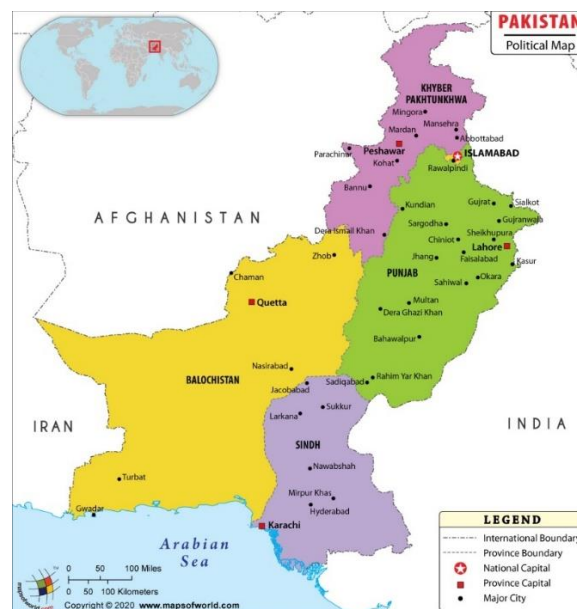 PAKISTAN
Political Map
KHYBER
PAKHTUNKHWA
Mingora
Mardan
Mansehra
Abbottabad
Peshawar
Parachinar
Kohat
ISLAMABAD
Rawalpindi
Bannu
Kundian
Gujrat
Sialkot
AFGHANISTAN
Sargodha
Gujranwala
Dera Ismail Khan
Chiniot
Sheikhupura
Lahore
Zhob
Jhang
Faisalabad
Kasur
PUNJAB
Chaman
Sahiwal
Okara
Quetta
Multan
Dera Ghazi Khan
Bahawalpur
Nasirabad
BALOCHISTAN
Jacobabad
Sadiqabad
Rahim Yar Khan
Larkana
Sukkur
IRAN
INDIA
SINDH
Turbat
Nawabshah
Mirpur Khas
Hyderabad
Gwadar
Karachi
Arabian
Sea
LEGEND
International Boundary
Province Boundary
National Capital
Province Capital
Major City
0 50 100 Miles
0 50 100 Kilometers
mapsofworld
Copyright © 2020 www.mapsofworld.com